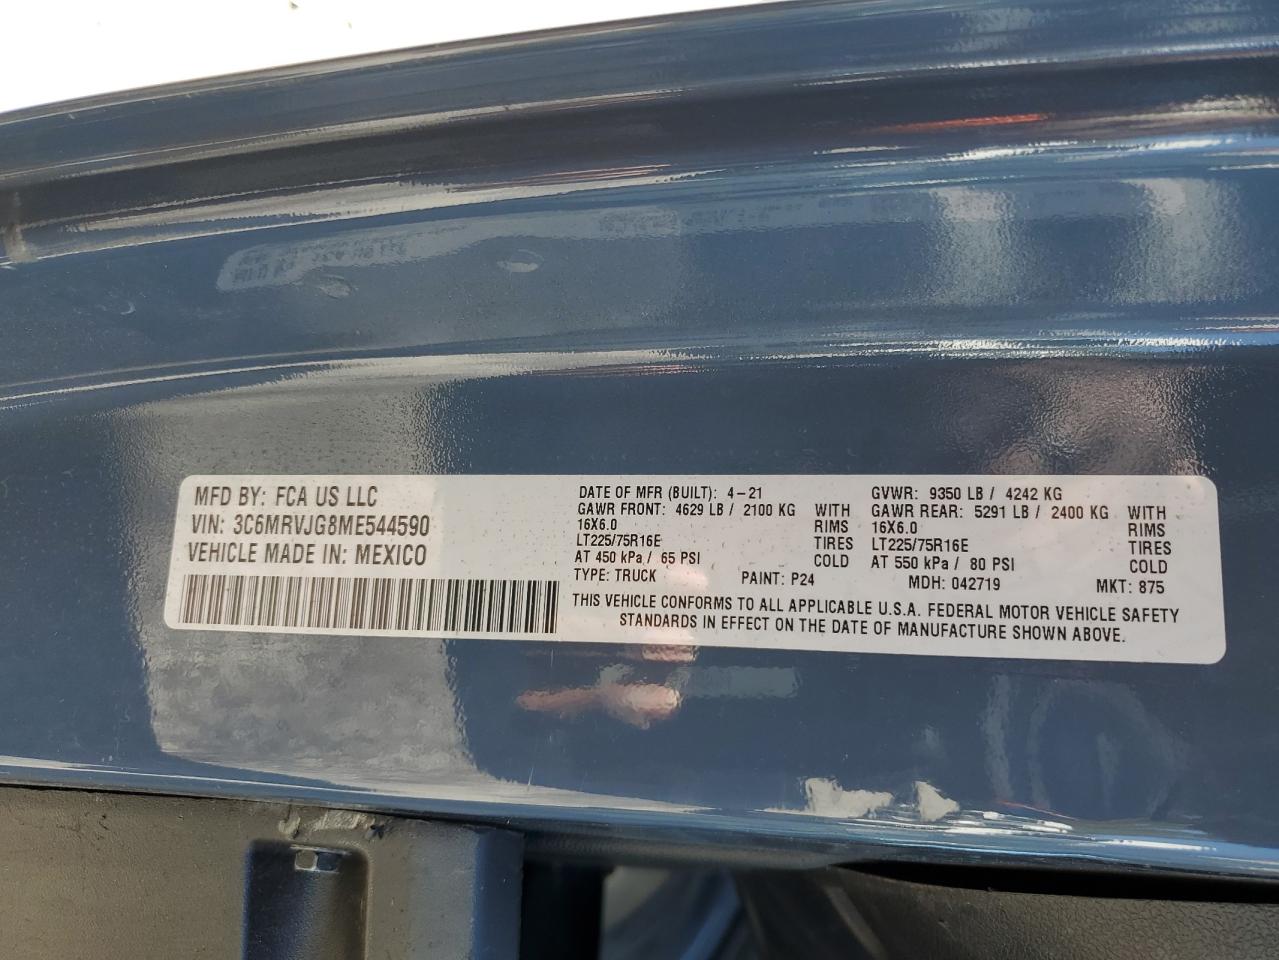 MFD BY: FCA US LLC
VIN: 3C6MRVJG8ME544590
VEHICLE MADE IN: MEXICO
DATE OF MFR (BUILT): 4-21
GAWR FRONT: 4629 LB / 2100 KG WITH
16X6.0 RIMS
LT225/75R16E TIRES
AT 450 kPa / 65 PSI COLD
TYPE: TRUCK PAINT: P24
GVWR: 9350 LB / 4242 KG
GAWR REAR: 5291 LB / 2400 KG WITH
16X6.0 RIMS
LT225/75R16E TIRES
AT 550 kPa / 80 PSI COLD
MDH: 042719 MKT: 875
THIS VEHICLE CONFORMS TO ALL APPLICABLE U.S.A. FEDERAL MOTOR VEHICLE SAFETY
STANDARDS IN EFFECT ON THE DATE OF MANUFACTURE SHOWN ABOVE.